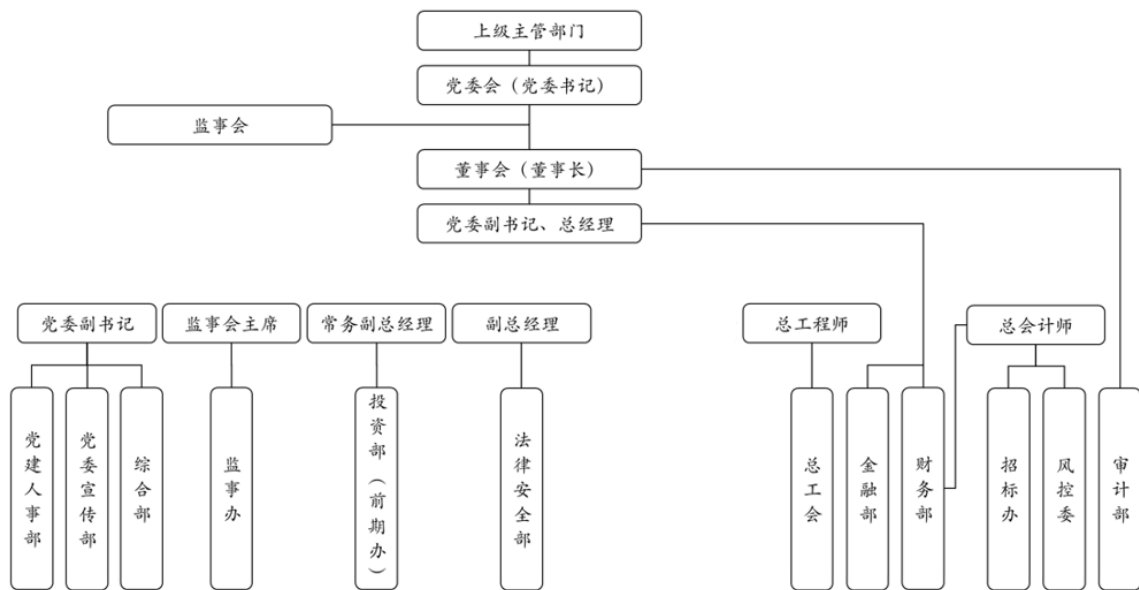 上级主管部门
党委会（党委书记）
监事会
董事会（董事长）
党委副书记、总经理
党委副书记
监事会主席
常务副总经理
副总经理
总工程师
总会计师
党建人事部
党委宣传部
综合部
监事办
投资部（前期办）
法律安全部
总工会
金融部
财务部
招标办
风控委
审计部